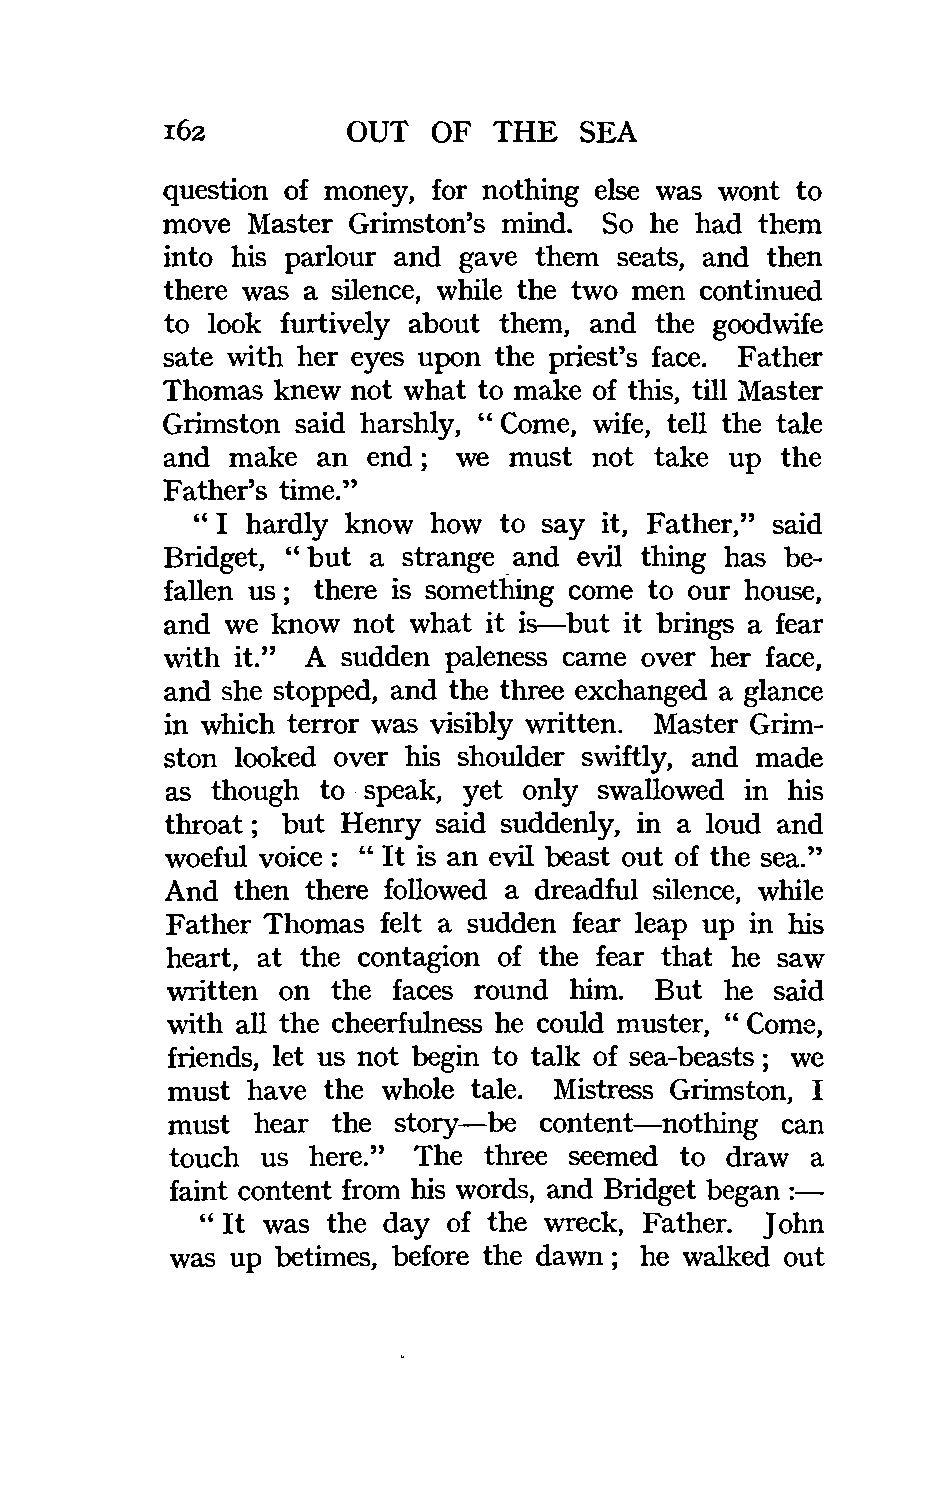 162 OUT OF THE SEA
question of money, for nothing else was wont to
move Master Grimston's mind. So he had them
into his parlour and gave them seats, and then
there was a silence, while the two men continued
to look furtively about them, and the goodwife
sate with her eyes upon the priest's face. Father
Thomas knew not what to make of this, till Master
Grimston said harshly, “ Come, wife, tell the tale
and make an end ; we must not take up the
Father's time.”
“ I hardly know how to say it, Father,” said
Bridget, “ but a strange and evil thing has be-
fallen us ; there is something come to our house,
and we know not what it is—but it brings a fear
with it.” A sudden paleness came over her face,
and she stopped, and the three exchanged a glance
in which terror was visibly written. Master Grim-
ston looked over his shoulder swiftly, and made
as though to speak, yet only swallowed in his
throat ; but Henry said suddenly, in a loud and
woeful voice : “ It is an evil beast out of the sea.”
And then there followed a dreadful silence, while
Father Thomas felt a sudden fear leap up in his
heart, at the contagion of the fear that he saw
written on the faces round him. But he said
with all the cheerfulness he could muster, “ Come,
friends, let us not begin to talk of sea-beasts ; we
must have the whole tale. Mistress Grimston, I
must hear the story—be content—nothing can
touch us here.” The three seemed to draw a
faint content from his words, and Bridget began :—
“ It was the day of the wreck, Father. John
was up betimes, before the dawn ; he walked out